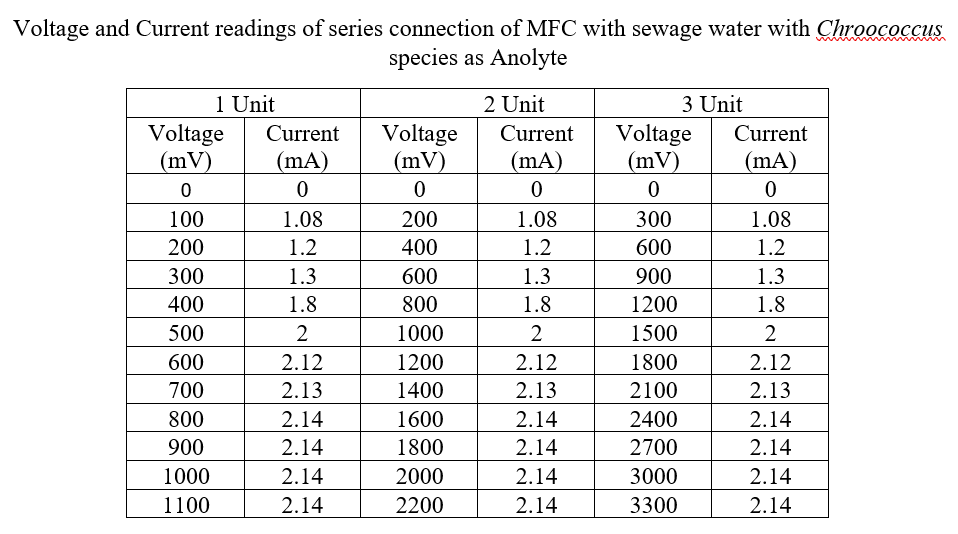 Voltage and Current readings of series connection of MFC with sewage water with Chroococcus
species as Anolyte
1 Unit 2 Unit 3 Unit
Voltage (mV) Current (mA) Voltage (mV) Current (mA) Voltage (mV) Current (mA)
0 0 0 0 0 0
100 1.08 200 1.08 300 1.08
200 1.2 400 1.2 600 1.2
300 1.3 600 1.3 900 1.3
400 1.8 800 1.8 1200 1.8
500 2 1000 2 1500 2
600 2.12 1200 2.12 1800 2.12
700 2.13 1400 2.13 2100 2.13
800 2.14 1600 2.14 2400 2.14
900 2.14 1800 2.14 2700 2.14
1000 2.14 2000 2.14 3000 2.14
1100 2.14 2200 2.14 3300 2.14